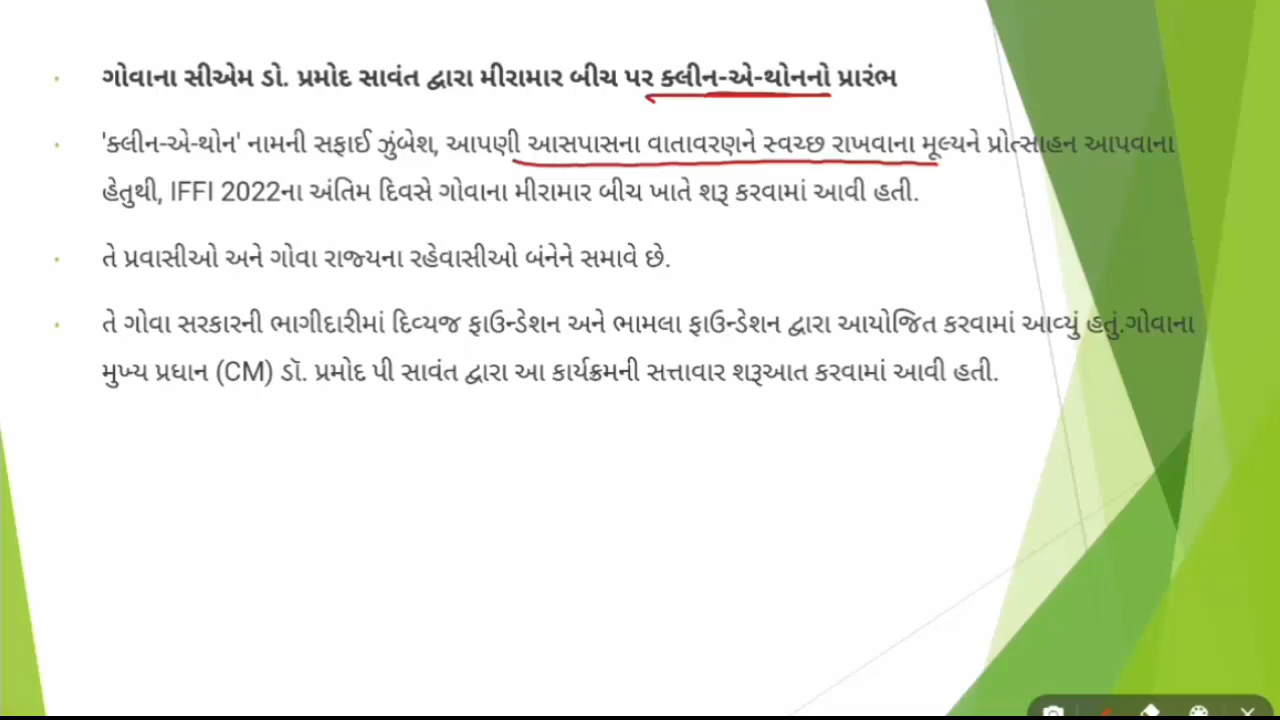 ગોવાના સીએમ ડો. પ્રમોદ સાવંત દ્વારા મીરામાર બીચ પર ક્લીન-એ-થોનનો પ્રારંભ
'ક્લીન-એ-થોન' નામની સફાઈ ઝુંબેશ, આપણી આસપાસના વાતાવરણને સ્વચ્છ રાખવાના મૂલ્યને પ્રોત્સાહન આપવાના
હેતુથી, IFFI 2022ના અંતિમ દિવસે ગોવાના મીરામાર બીચ ખાતે શરૂ કરવામાં આવી હતી.
તે પ્રવાસીઓ અને ગોવા રાજ્યના રહેવાસીઓ બંનેને સમાવે છે.
તે ગોવા સરકારની ભાગીદારીમાં દિવ્યજ ફાઉન્ડેશન અને ભામલા ફાઉન્ડેશન દ્વારા આયોજિત કરવામાં આવ્યું હતું.ગોવાના
મુખ્ય પ્રધાન (CM) ડૉ. પ્રમોદ પી સાવંત દ્વારા આ કાર્યક્રમની સત્તાવાર શરૂઆત કરવામાં આવી હતી.